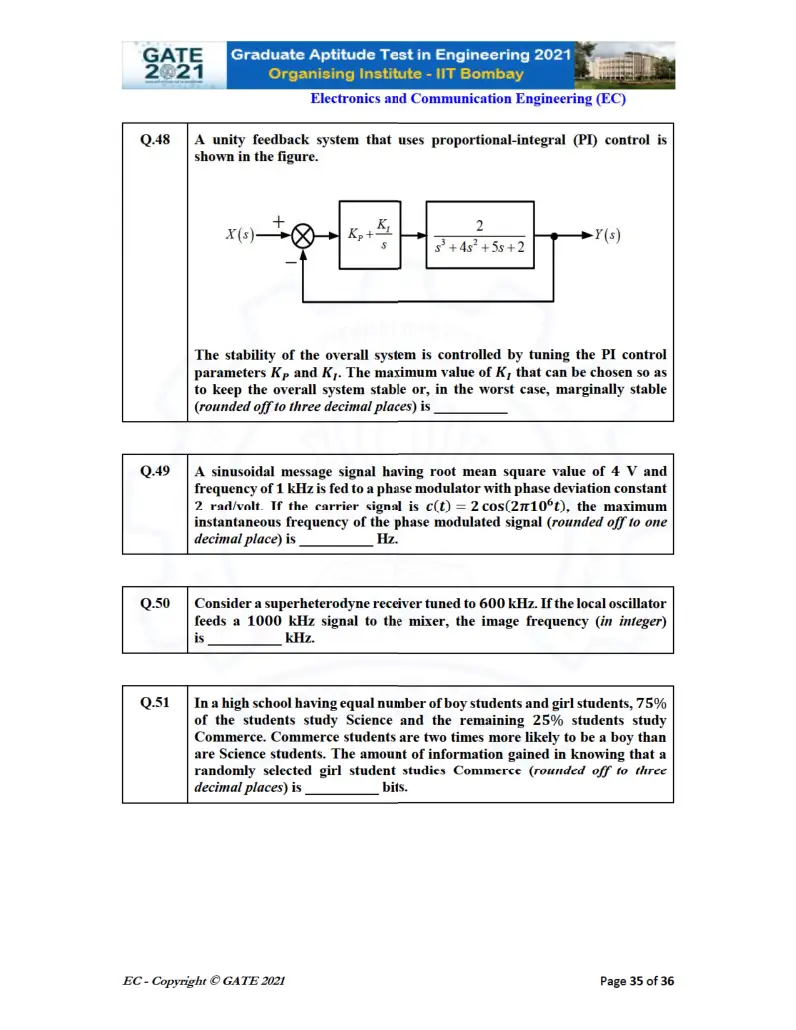 GATE
2021
Graduate Aptitude Test in Engineering 2021
Organising Institute - IIT Bombay
Electronics and Communication Engineering (EC)
Q.48
A unity feedback system that uses proportional-integral (PI) control is
shown in the figure.
X(s) + − K_P + K_I/s 2/(s³ + 4s² + 5s + 2) Y(s)
The stability of the overall system is controlled by tuning the PI control
parameters K_P and K_I. The maximum value of K_I that can be chosen so as
to keep the overall system stable or, in the worst case, marginally stable
(rounded off to three decimal places) is __________
Q.49
A sinusoidal message signal having root mean square value of 4 V and
frequency of 1 kHz is fed to a phase modulator with phase deviation constant
2 rad/volt. If the carrier signal is c(t) = 2 cos(2π10⁶t), the maximum
instantaneous frequency of the phase modulated signal (rounded off to one
decimal place) is __________ Hz.
Q.50
Consider a superheterodyne receiver tuned to 600 kHz. If the local oscillator
feeds a 1000 kHz signal to the mixer, the image frequency (in integer)
is __________ kHz.
Q.51
In a high school having equal number of boy students and girl students, 75%
of the students study Science and the remaining 25% students study
Commerce. Commerce students are two times more likely to be a boy than
are Science students. The amount of information gained in knowing that a
randomly selected girl student studies Commerce (rounded off to three
decimal places) is __________ bits.
EC - Copyright © GATE 2021
Page 35 of 36